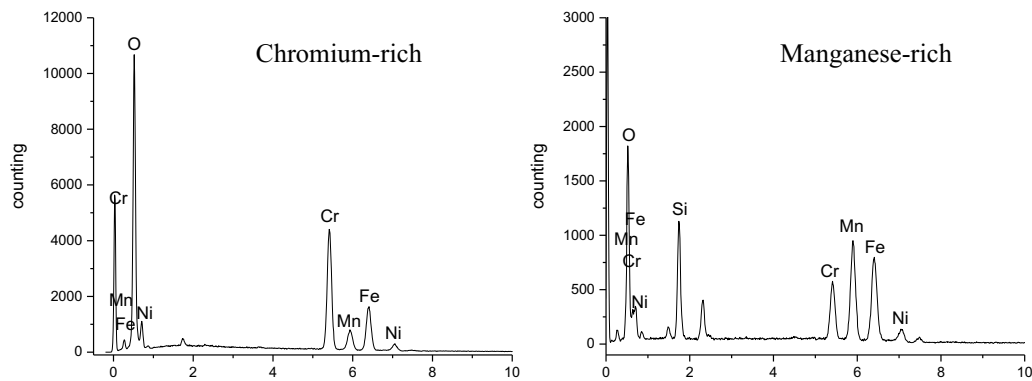 Chromium-rich
counting
12000
10000
8000
6000
4000
2000
0
O
Cr
Mn
Fe
Ni
Cr
Mn
Fe
Ni
0 2 4 6 8 10
Manganese-rich
counting
3000
2500
2000
1500
1000
500
0
O
Fe
Mn
Cr
Ni
Si
Cr
Mn
Fe
Ni
0 2 4 6 8 10